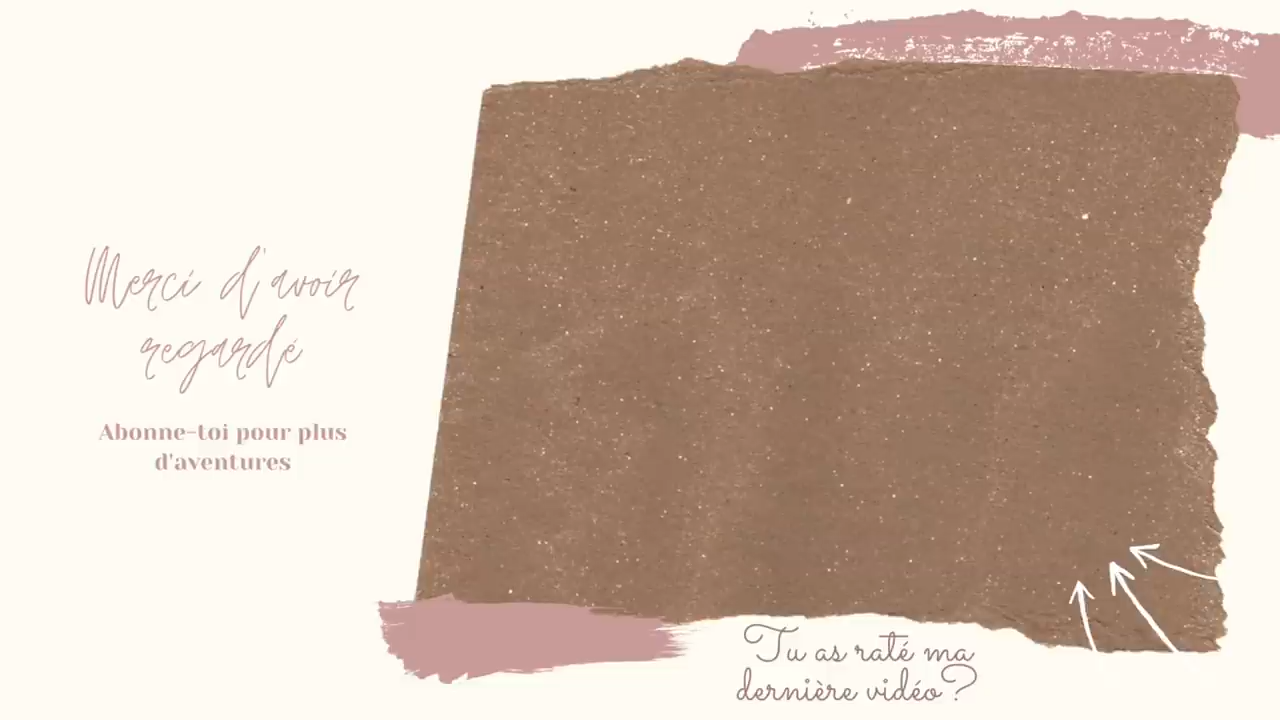 Merci d'avoir
regardé
Abonne-toi pour plus
d'aventures
Tu as raté ma
dernière vidéo?